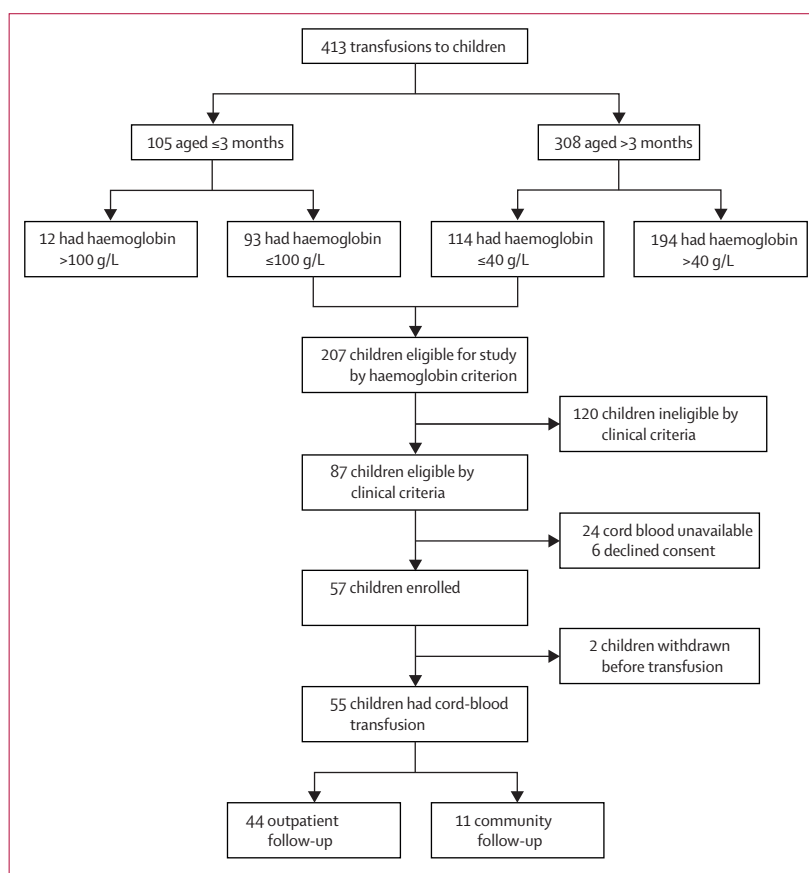 413 transfusions to children
105 aged ≤3 months
308 aged >3 months
12 had haemoglobin
>100 g/L
93 had haemoglobin
≤100 g/L
114 had haemoglobin
≤40 g/L
194 had haemoglobin
>40 g/L
207 children eligible for study
by haemoglobin criterion
120 children ineligible by
clinical criteria
87 children eligible by
clinical criteria
24 cord blood unavailable
6 declined consent
57 children enrolled
2 children withdrawn
before transfusion
55 children had cord-blood
transfusion
44 outpatient
follow-up
11 community
follow-up